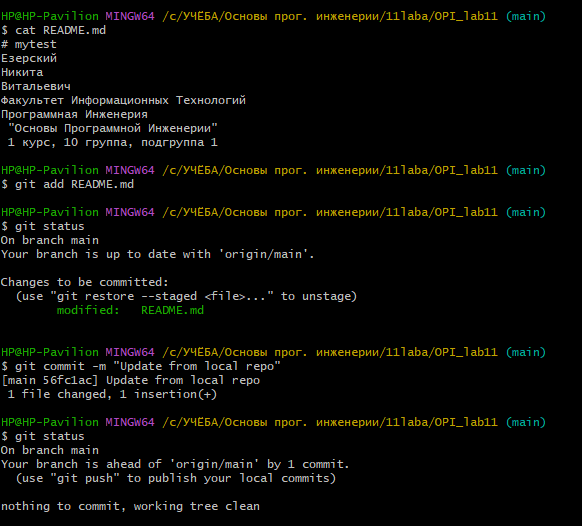 HP@HP-Pavilion MINGW64 /c/УЧЁБА/Основы прог. инженерии/11laba/OPI_lab11 (main)
$ cat README.md
# mytest
Езерский
Никита
Витальевич
Факультет Информационных Технологий
Программная Инженерия
"Основы Программной Инженерии"
1 курс, 10 группа, подгруппа 1
HP@HP-Pavilion MINGW64 /c/УЧЁБА/Основы прог. инженерии/11laba/OPI_lab11 (main)
$ git add README.md
HP@HP-Pavilion MINGW64 /c/УЧЁБА/Основы прог. инженерии/11laba/OPI_lab11 (main)
$ git status
On branch main
Your branch is up to date with 'origin/main'.
Changes to be committed:
(use "git restore --staged <file>..." to unstage)
modified:   README.md
HP@HP-Pavilion MINGW64 /c/УЧЁБА/Основы прог. инженерии/11laba/OPI_lab11 (main)
$ git commit -m "Update from local repo"
[main 56fc1ac] Update from local repo
1 file changed, 1 insertion(+)
HP@HP-Pavilion MINGW64 /c/УЧЁБА/Основы прог. инженерии/11laba/OPI_lab11 (main)
$ git status
On branch main
Your branch is ahead of 'origin/main' by 1 commit.
(use "git push" to publish your local commits)
nothing to commit, working tree clean